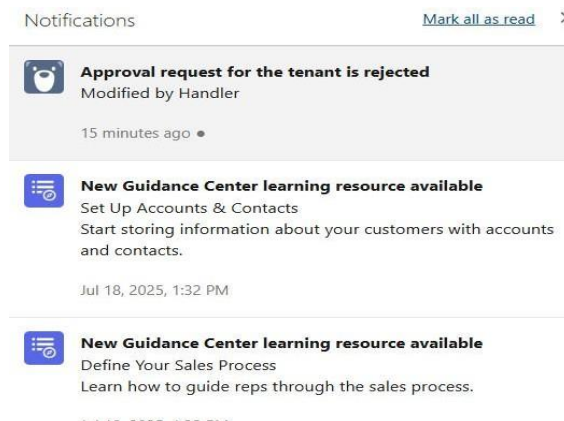 Notifications
Mark all as read
Approval request for the tenant is rejected
Modified by Handler
15 minutes ago
New Guidance Center learning resource available
Set Up Accounts & Contacts
Start storing information about your customers with accounts
and contacts.
Jul 18, 2025, 1:32 PM
New Guidance Center learning resource available
Define Your Sales Process
Learn how to guide reps through the sales process.